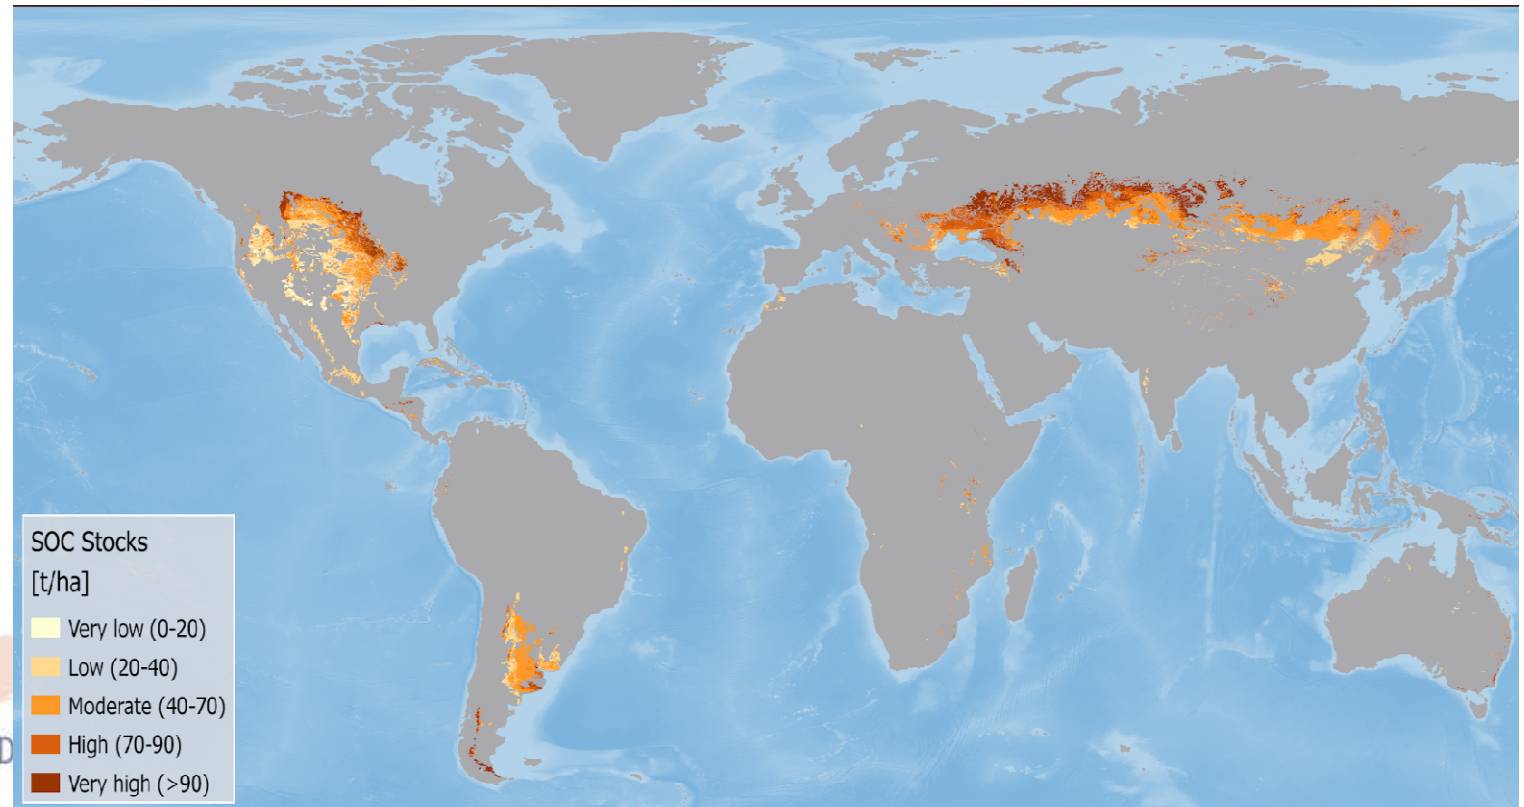 SOC Stocks
[t/ha]
Very low (0-20)
Low (20-40)
Moderate (40-70)
High (70-90)
Very high (>90)
D